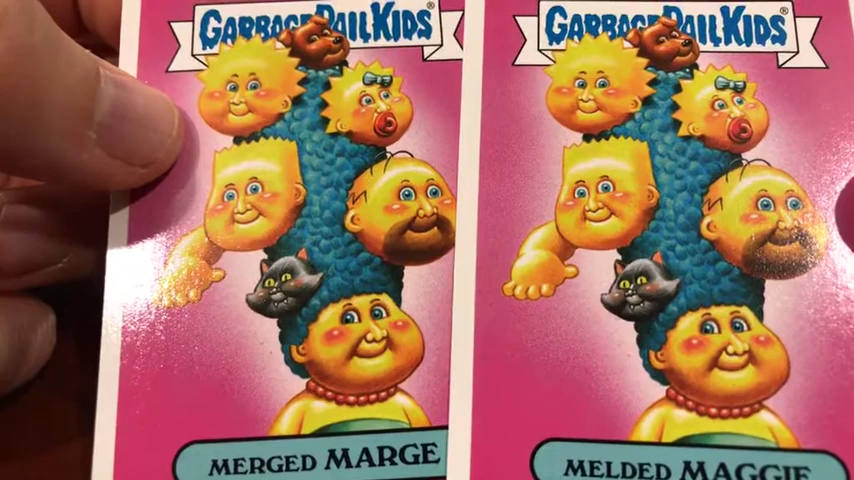 GARBAGE PAIL KIDS®
GARBAGE PAIL KIDS®
MERGED MARGE
MELDED MAGGIE